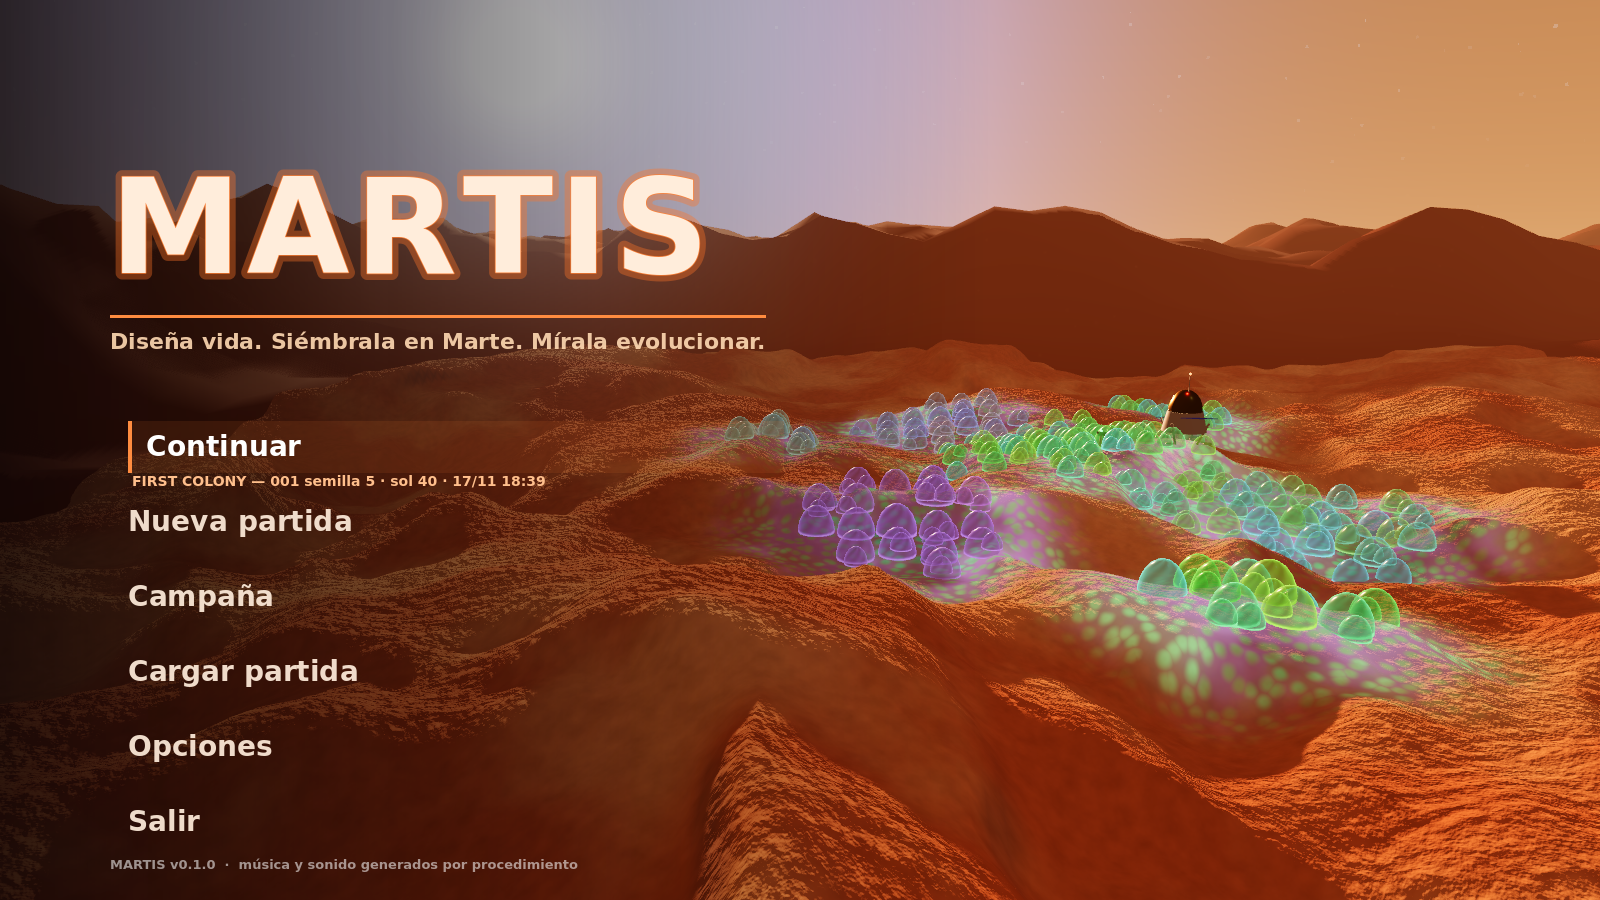 MARTIS
Diseña vida. Siémbrala en Marte. Mírala evolucionar.
Continuar
FIRST COLONY — 001 semilla 5 · sol 40 · 17/11 18:39
Nueva partida
Campaña
Cargar partida
Opciones
Salir
MARTIS v0.1.0 · música y sonido generados por procedimiento